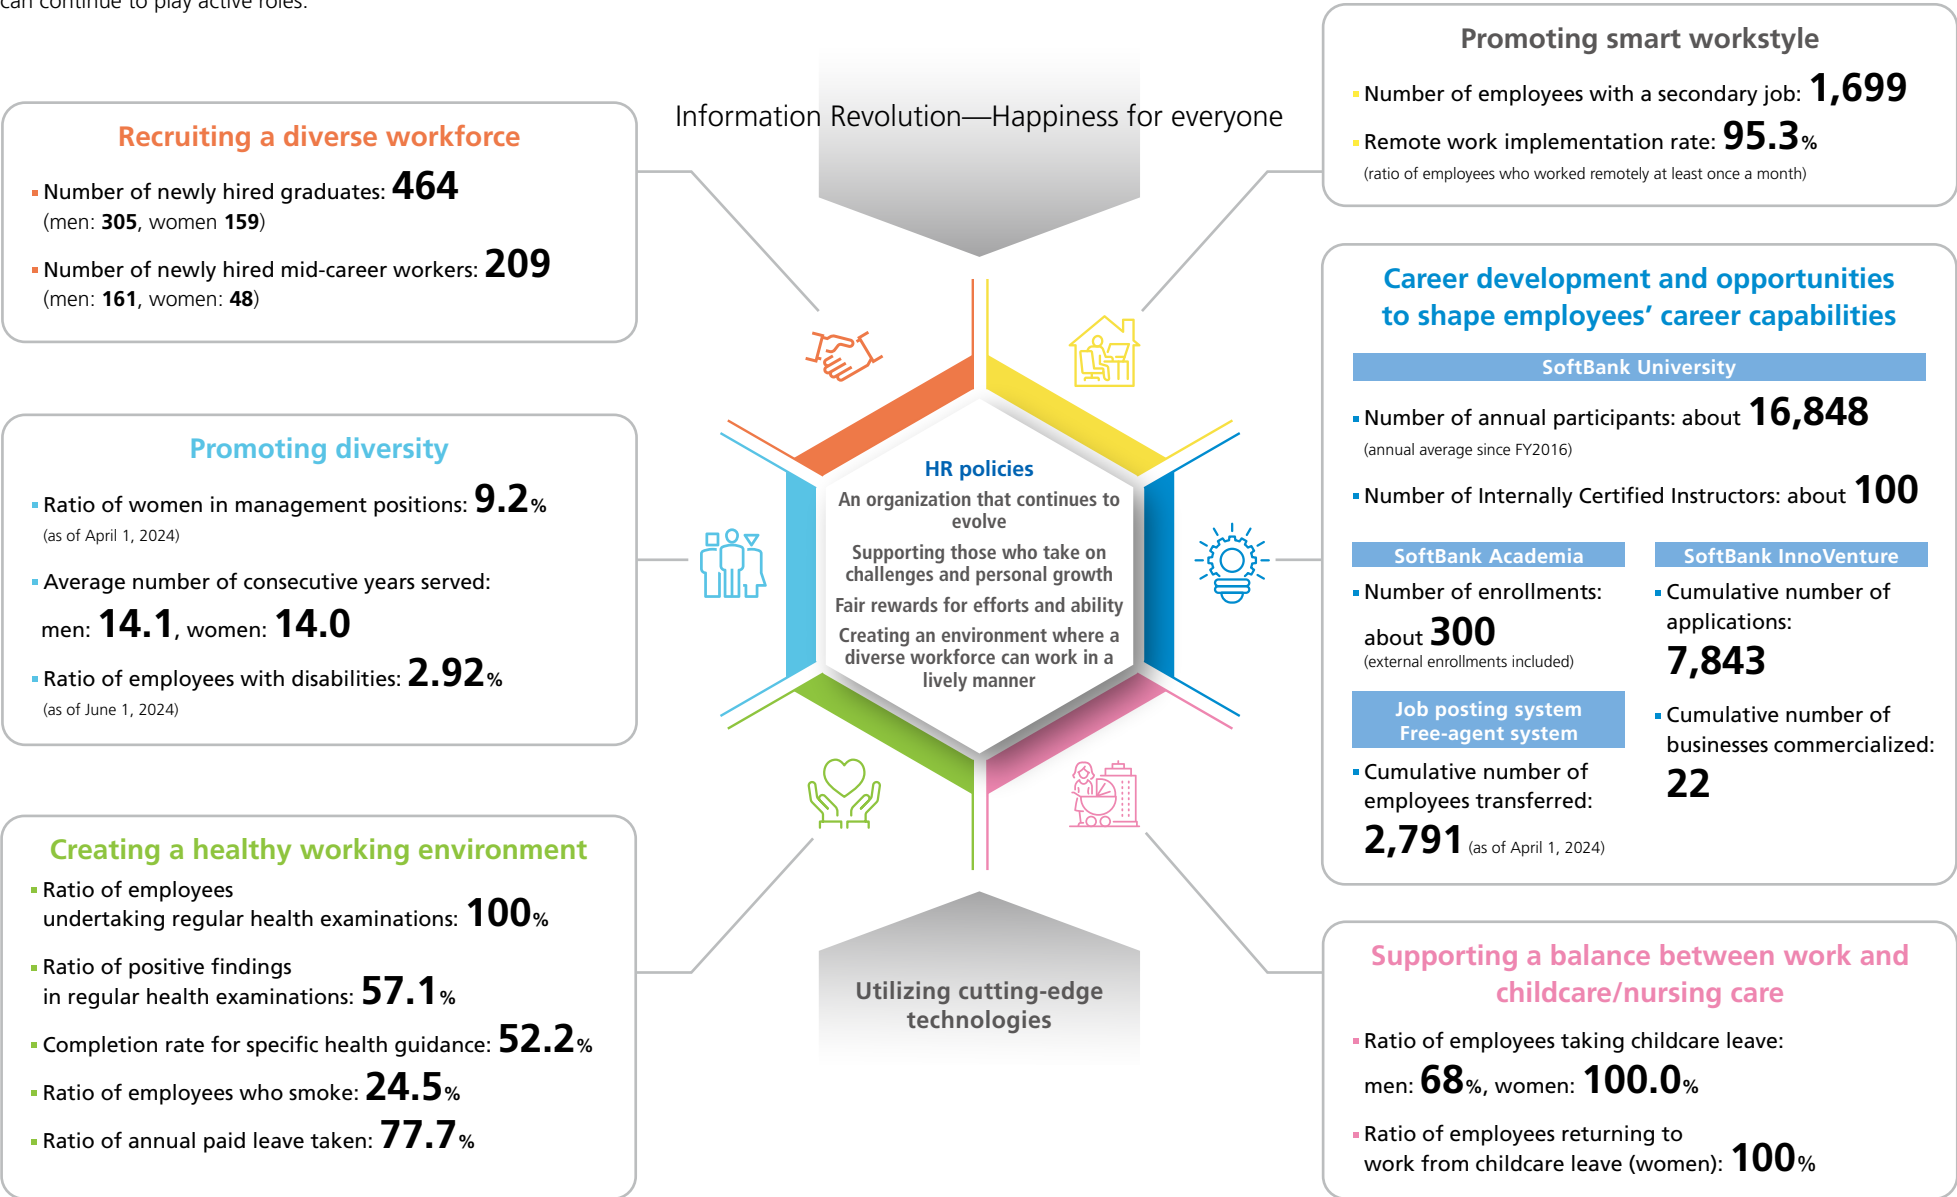 can continue to play active roles.
Information Revolution—Happiness for everyone
Recruiting a diverse workforce
Number of newly hired graduates: 464
(men: 305, women 159)
Number of newly hired mid-career workers: 209
(men: 161, women: 48)
Promoting diversity
Ratio of women in management positions: 9.2%
(as of April 1, 2024)
Average number of consecutive years served:
men: 14.1, women: 14.0
Ratio of employees with disabilities: 2.92%
(as of June 1, 2024)
Creating a healthy working environment
Ratio of employees
undertaking regular health examinations: 100%
Ratio of positive findings
in regular health examinations: 57.1%
Completion rate for specific health guidance: 52.2%
Ratio of employees who smoke: 24.5%
Ratio of annual paid leave taken: 77.7%
HR policies
An organization that continues to
evolve
Supporting those who take on
challenges and personal growth
Fair rewards for efforts and ability
Creating an environment where a
diverse workforce can work in a
lively manner
Utilizing cutting-edge
technologies
Promoting smart workstyle
Number of employees with a secondary job: 1,699
Remote work implementation rate: 95.3%
(ratio of employees who worked remotely at least once a month)
Career development and opportunities
to shape employees’ career capabilities
SoftBank University
Number of annual participants: about 16,848
(annual average since FY2016)
Number of Internally Certified Instructors: about 100
SoftBank Academia
Number of enrollments:
about 300
(external enrollments included)
Job posting system
Free-agent system
Cumulative number of
employees transferred:
2,791 (as of April 1, 2024)
SoftBank InnoVenture
Cumulative number of
applications:
7,843
Cumulative number of
businesses commercialized:
22
Supporting a balance between work and
childcare/nursing care
Ratio of employees taking childcare leave:
men: 68%, women: 100.0%
Ratio of employees returning to
work from childcare leave (women): 100%